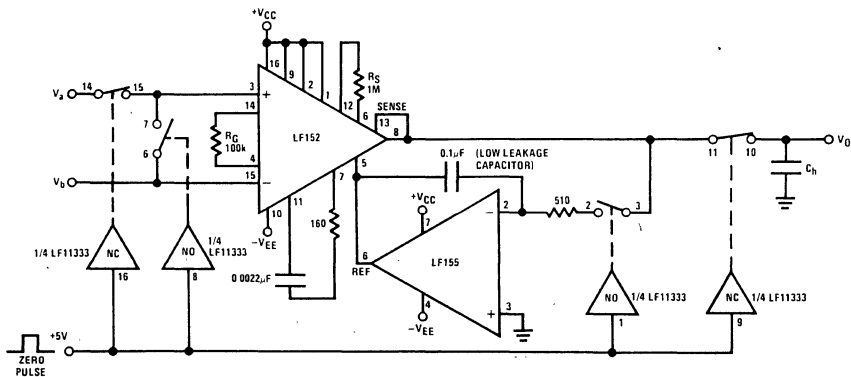 +VCC
16
9
2
1
12
RS
1M
6
SENSE
13
8
Va
14
15
3
+
14
RG
100k
4
15
−
LF152
5
7
6
Vb
10
−VEE
11
7
160
0 0022µF
0.1µF
(LOW LEAKAGE
CAPACITOR)
+VCC
7
6
REF
LF155
−
2
510
2
3
+
3
4
−VEE
11
10
VO
Ch
1/4 LF11333
NC
16
NO
8
1/4
LF11333
NO
1
1/4 LF11333
NC
9
1/4 LF11333
+5V
ZERO
PULSE